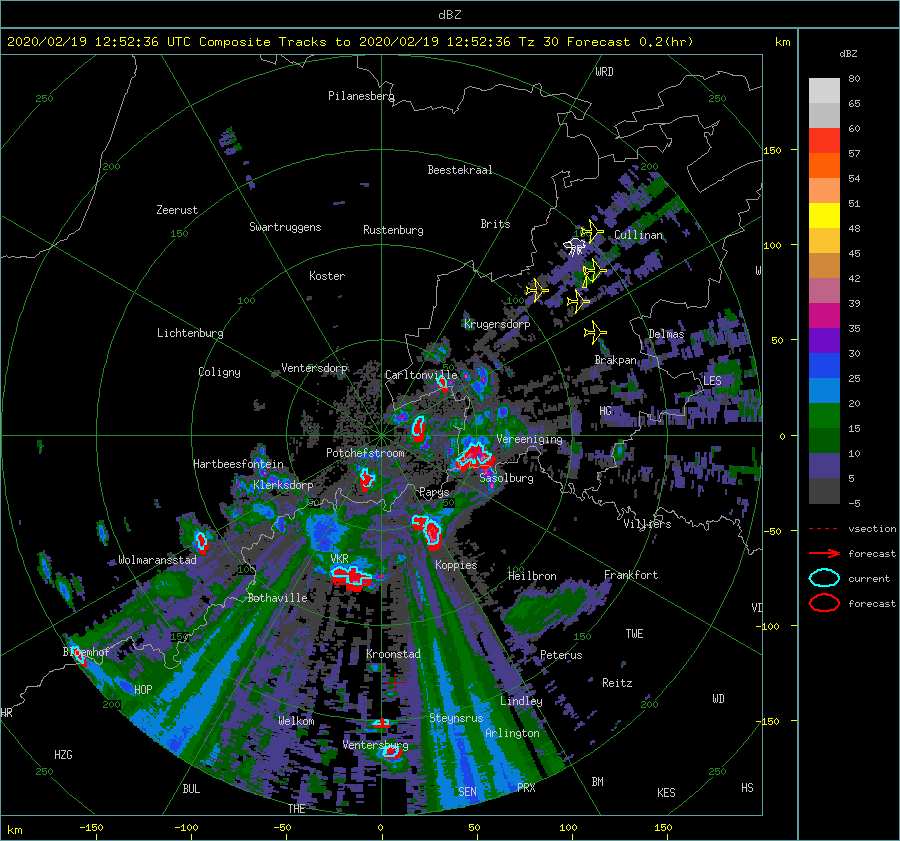 dBZ
2020/02/19 12:52:36 UTC Composite Tracks to 2020/02/19 12:52:36 Tz 30 Forecast 0.2(hr)
km
dBZ
80
65
60
57
54
51
48
45
42
39
35
30
25
20
15
10
5
-5
vsection
forecast
current
forecast
150
100
50
0
-50
-100
-150
WRD
250
Pilanesberg
250
200
Beestekraal
200
Zeerust
150
Swartruggens
Rustenburg
Brits
Cullinan
Koster
W
100
100
Lichtenburg
Krugersdorp
Delmas
Brakpan
Coligny
Ventersdorp
Carltonville
LES
HG
Vereeniging
Potchefstroom
Hartbeesfontein
Klerksdorp
Sasolburg
Parys
50
50
Villiers
Wolmaransstad
VKR
Koppies
100
100
Heilbron
Frankfort
Bothaville
VI
150
150
TWE
Bloemhof
Kroonstad
Peterus
HOP
Reitz
200
200
WD
HR
Welkom
Steynsrus
Lindley
Arlington
Ventersburg
HZG
250
250
BUL
SEN
PRX
BM
KES
HS
THE
km
-150
-100
-50
0
50
100
150